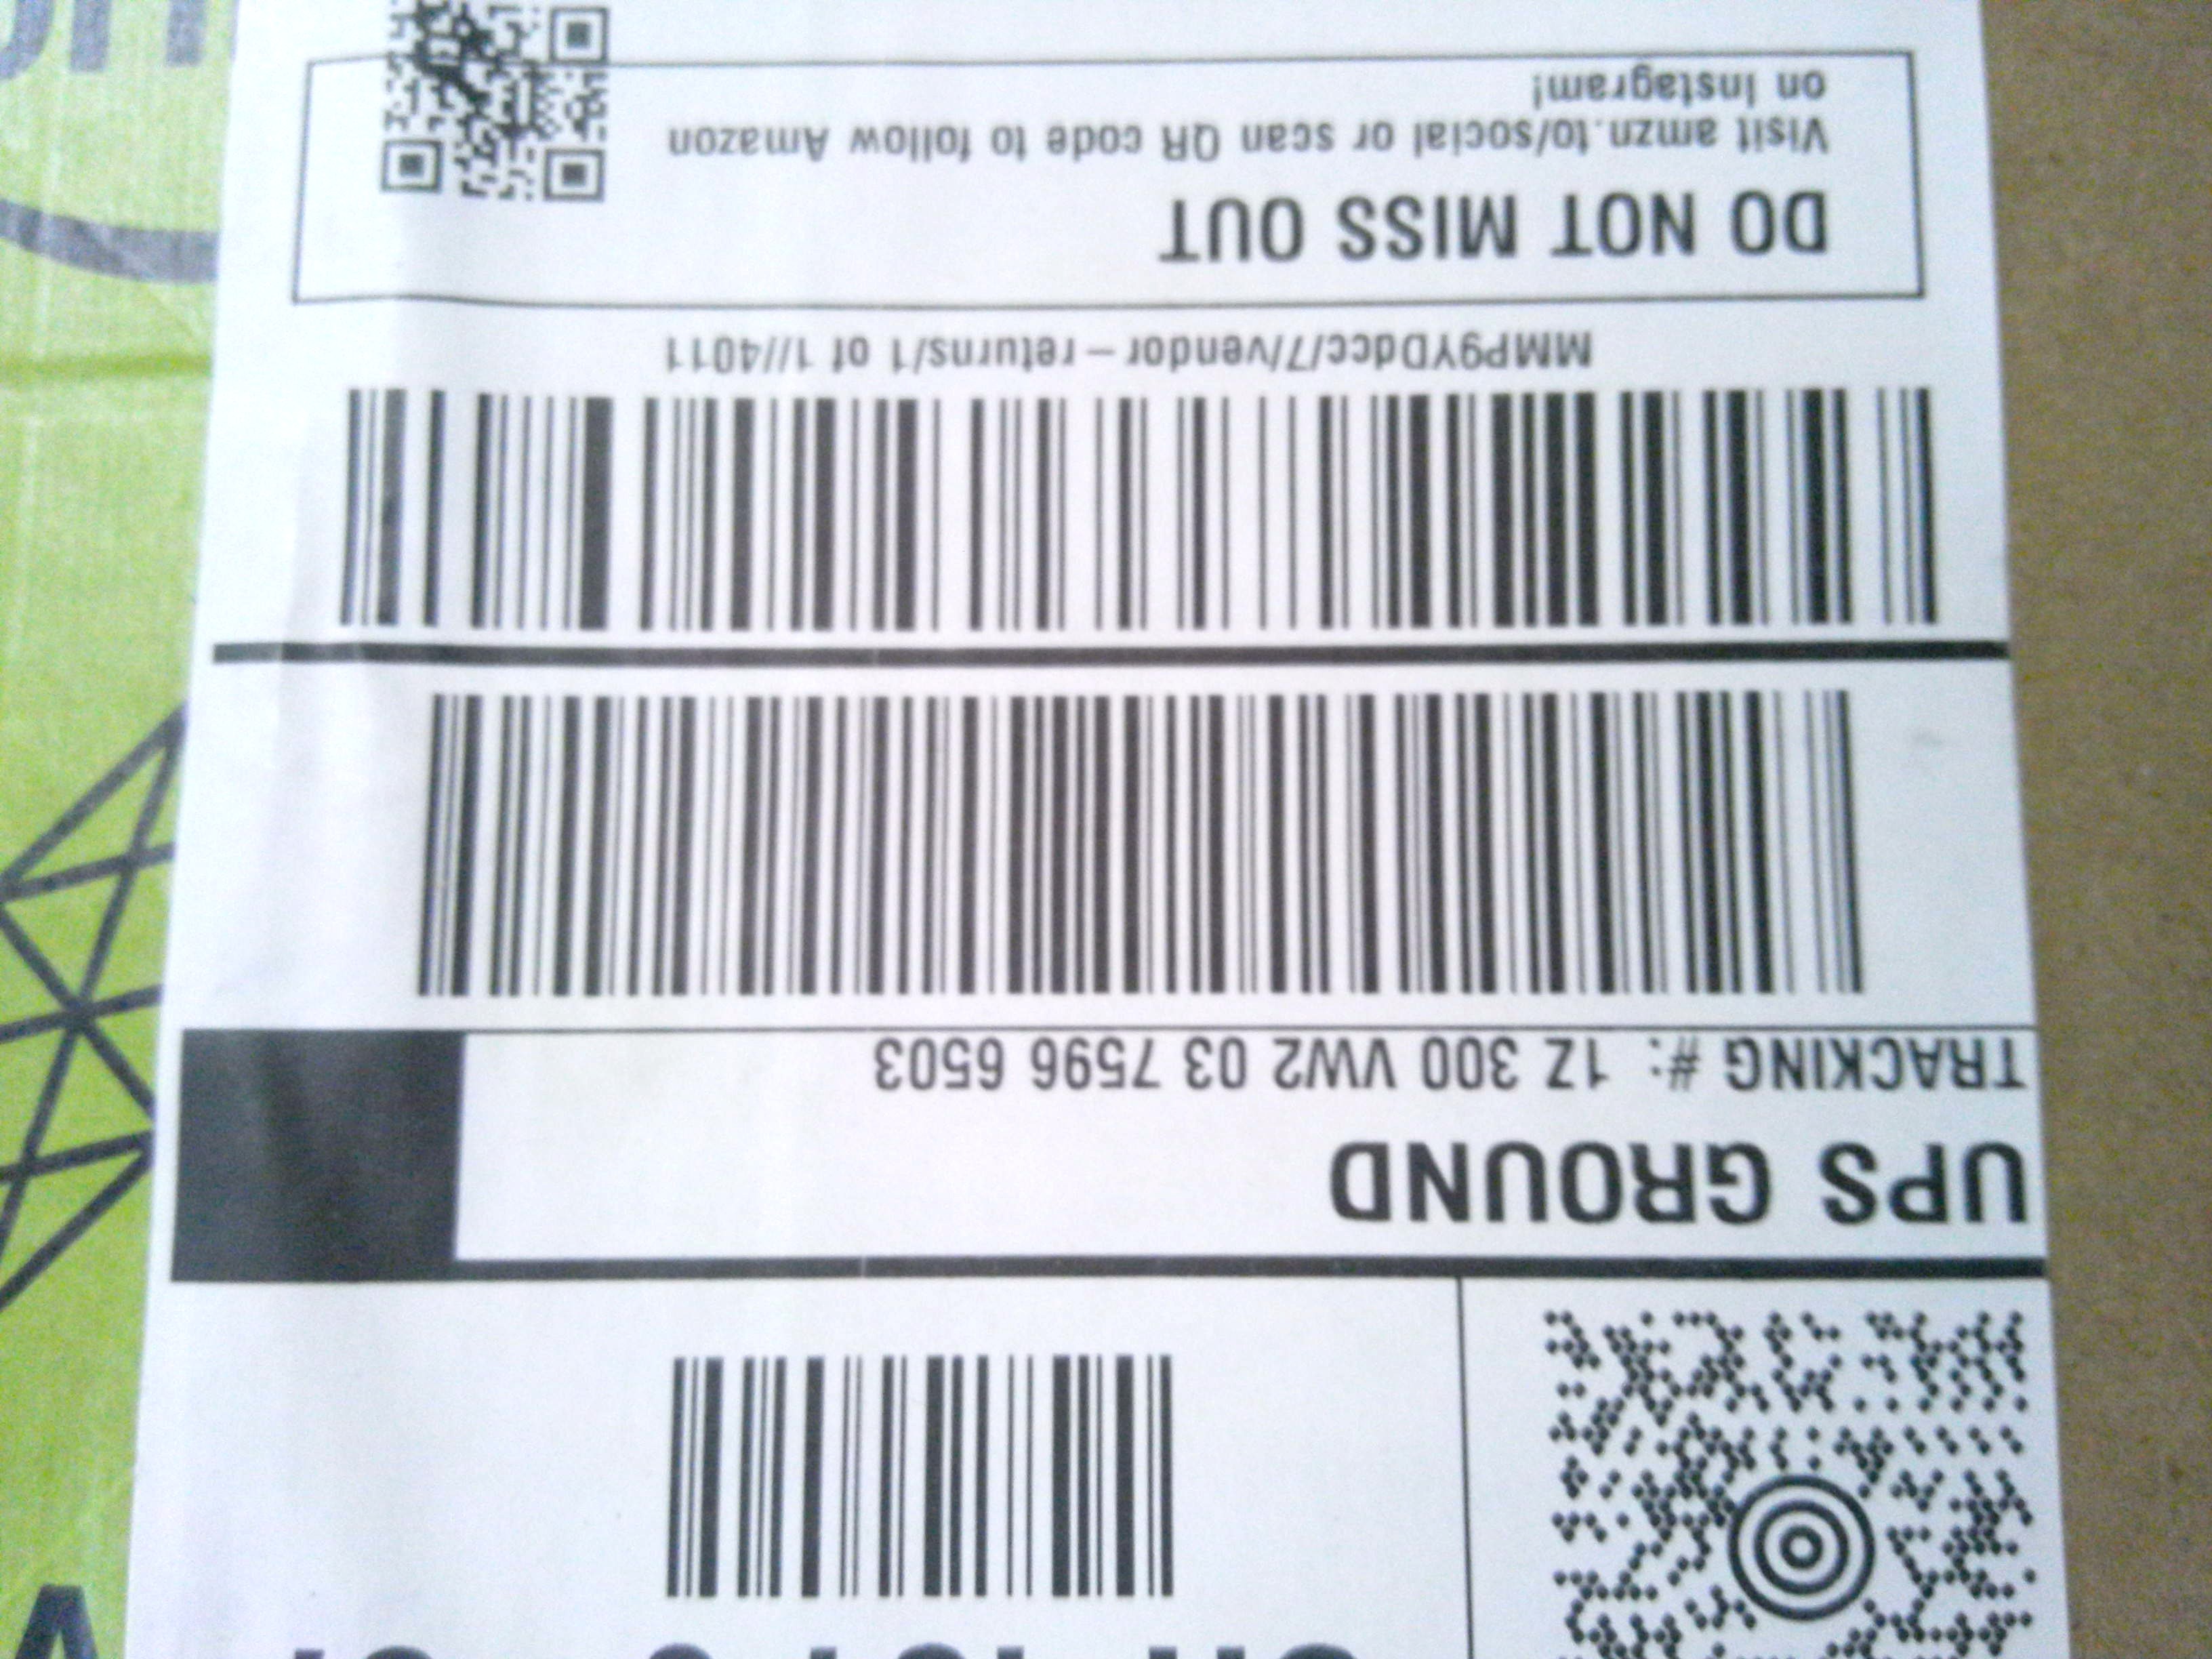 UPS GROUND
TRACKING #: 1Z 300 VW2 03 7596 6503
MMP9YDdcc/7/vendor-returns/1 of 1//4011
DO NOT MISS OUT
Visit amzn.to/social or scan QR code to follow Amazon
on Instagram!